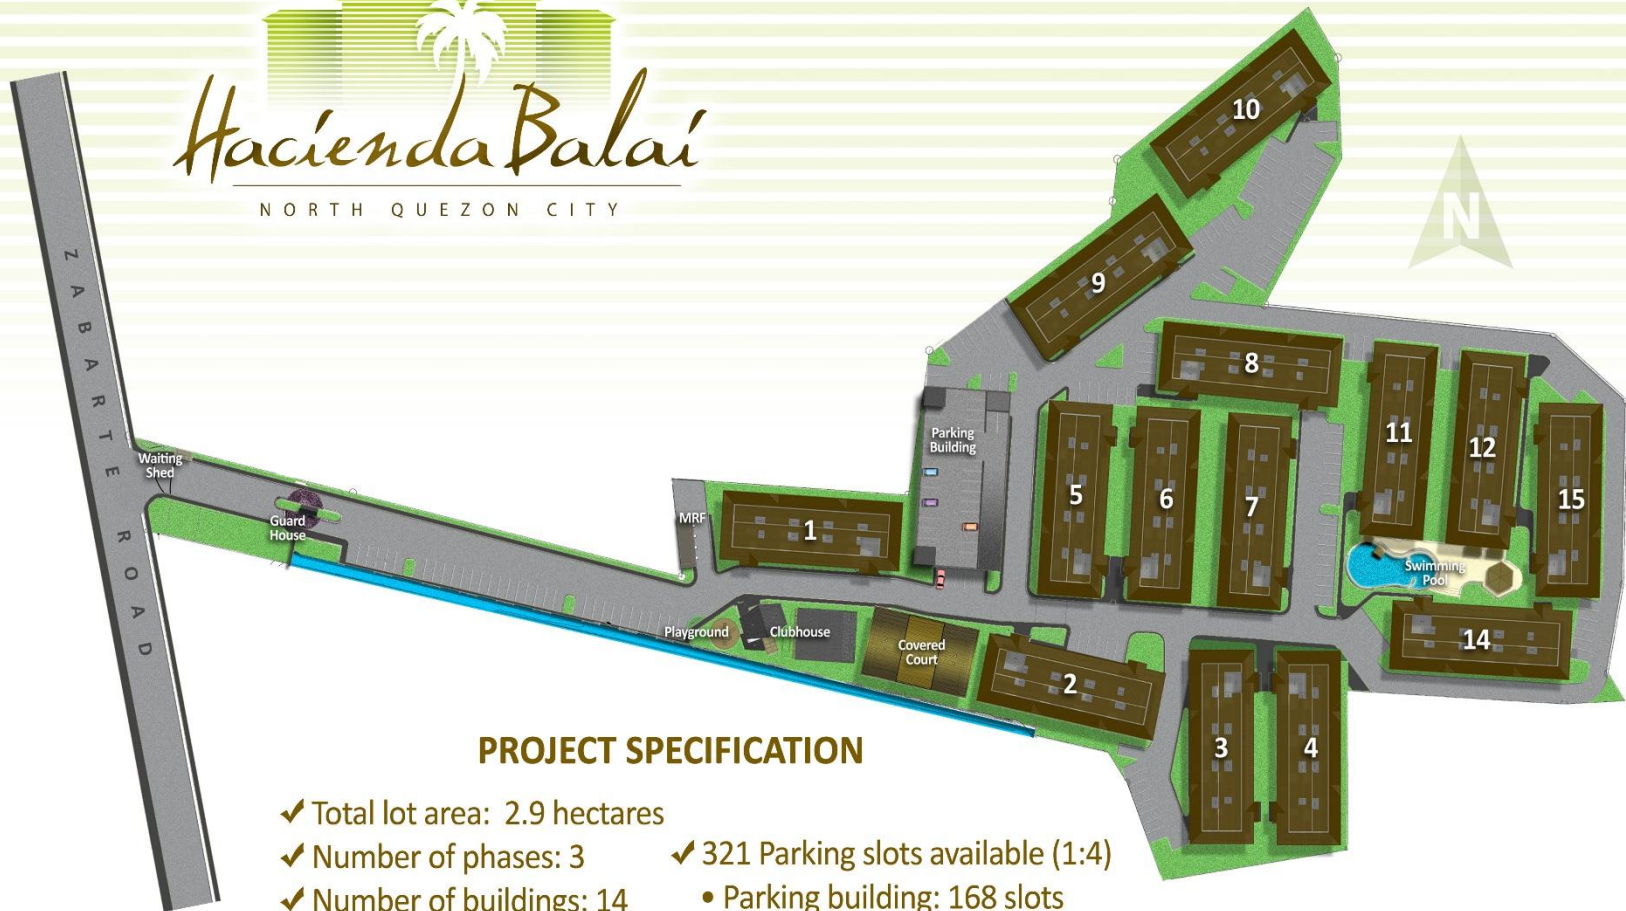 Hacienda Balai
NORTH QUEZON CITY
N
ZABARTE ROAD
Waiting
Shed
Guard
House
MRF
Parking
Building
Playground
Clubhouse
Covered
Court
Swimming
Pool
1
2
3
4
5
6
7
8
9
10
11
12
14
15
PROJECT SPECIFICATION
✓ Total lot area: 2.9 hectares
✓ Number of phases: 3
✓ Number of buildings: 14
✓ 321 Parking slots available (1:4)
• Parking building: 168 slots